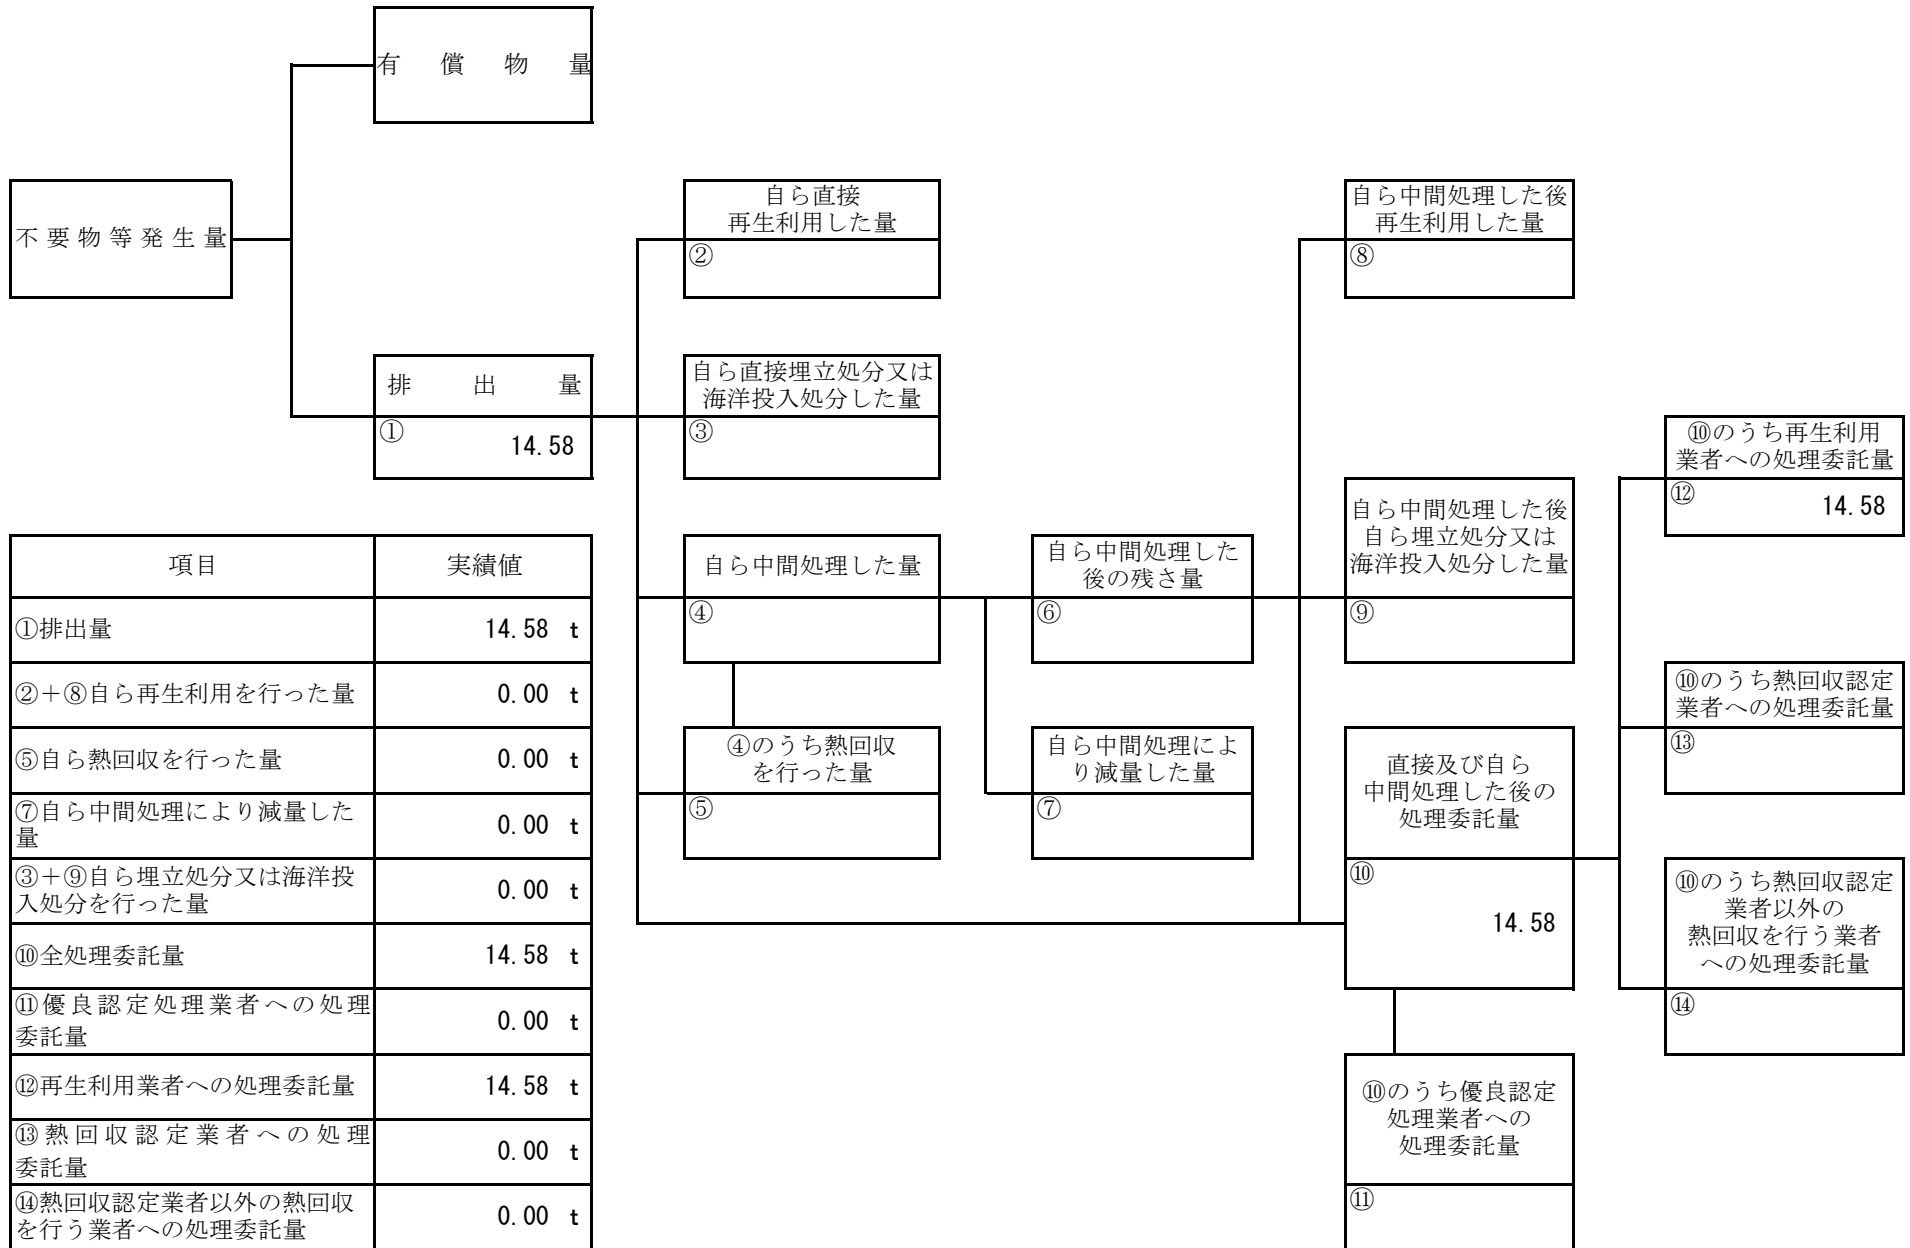 有償物量
不要物等発生量
自ら直接
再生利用した量
②
自ら中間処理した後
再生利用した量
⑧
排出量
①
14.58
自ら直接埋立処分又は
海洋投入処分した量
③
⑩のうち再生利用
業者への処理委託量
⑫
14.58
自ら中間処理した後
自ら埋立処分又は
海洋投入処分した量
⑨
自ら中間処理した量
④
自ら中間処理した
後の残さ量
⑥
⑩のうち熱回収認定
業者への処理委託量
⑬
④のうち熱回収
を行った量
⑤
自ら中間処理によ
り減量した量
⑦
直接及び自ら
中間処理した後の
処理委託量
⑩
14.58
⑩のうち熱回収認定
業者以外の
熱回収を行う業者
への処理委託量
⑭
⑩のうち優良認定
処理業者への
処理委託量
⑪
項目 実績値
①排出量 14.58 t
②＋⑧自ら再生利用を行った量 0.00 t
⑤自ら熱回収を行った量 0.00 t
⑦自ら中間処理により減量した
量 0.00 t
③＋⑨自ら埋立処分又は海洋投
入処分を行った量 0.00 t
⑩全処理委託量 14.58 t
⑪優良認定処理業者への処理
委託量 0.00 t
⑫再生利用業者への処理委託量 14.58 t
⑬熱回収認定業者への処理
委託量 0.00 t
⑭熱回収認定業者以外の熱回収
を行う業者への処理委託量 0.00 t